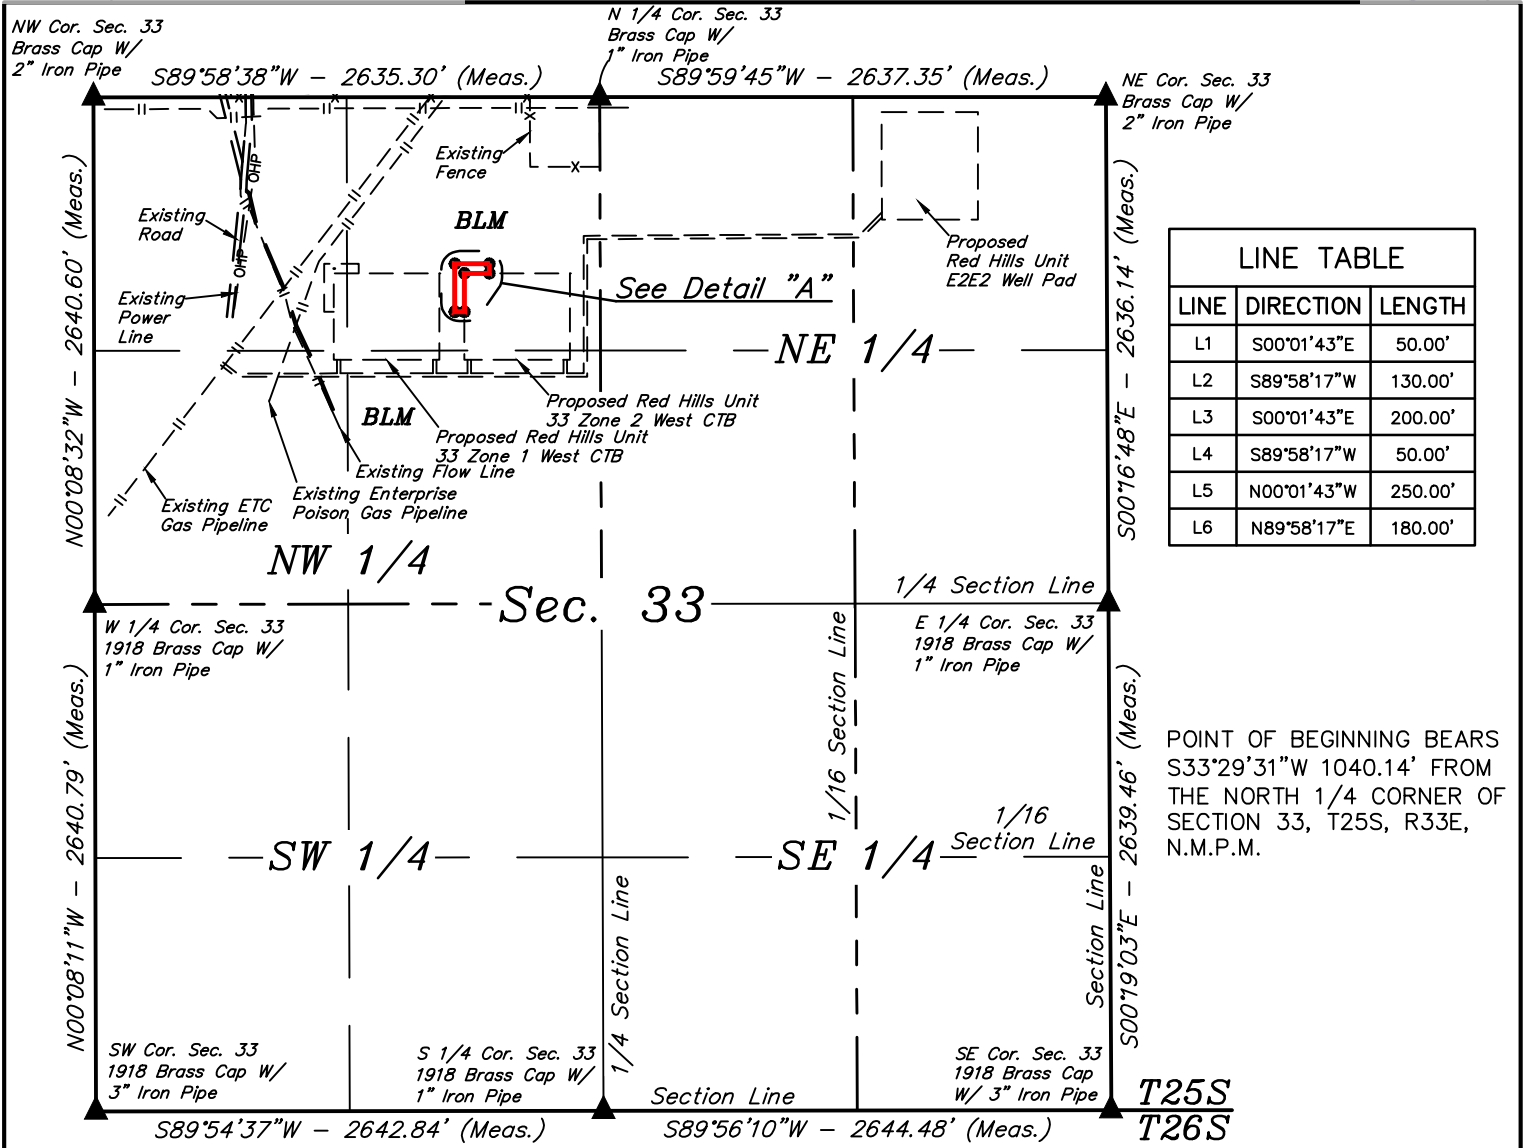 NW Cor. Sec. 33
Brass Cap W/
2" Iron Pipe
N 1/4 Cor. Sec. 33
Brass Cap W/
1" Iron Pipe
S89°58'38"W - 2635.30' (Meas.)
S89°59'45"W - 2637.35' (Meas.)
NE Cor. Sec. 33
Brass Cap W/
2" Iron Pipe
N00°08'32"W - 2640.60' (Meas.)
OHP
OHP
Existing
Fence
Existing
Road
Existing
Power
Line
BLM
See Detail "A"
Proposed
Red Hills Unit
E2E2 Well Pad
NE 1/4
BLM
Proposed Red Hills Unit
33 Zone 2 West CTB
Proposed Red Hills Unit
33 Zone 1 West CTB
Existing Flow Line
Existing Enterprise
Poison Gas Pipeline
Existing ETC
Gas Pipeline
NW 1/4
S00°16'48"E - 2636.14' (Meas.)
LINE TABLE
LINE DIRECTION LENGTH
L1 S00°01'43"E 50.00'
L2 S89°58'17"W 130.00'
L3 S00°01'43"E 200.00'
L4 S89°58'17"W 50.00'
L5 N00°01'43"W 250.00'
L6 N89°58'17"E 180.00'
Sec. 33
1/4 Section Line
W 1/4 Cor. Sec. 33
1918 Brass Cap W/
1" Iron Pipe
E 1/4 Cor. Sec. 33
1918 Brass Cap W/
1" Iron Pipe
1/16 Section Line
N00°08'11"W - 2640.79' (Meas.)
S00°19'03"E - 2639.46' (Meas.)
POINT OF BEGINNING BEARS
S33°29'31"W 1040.14' FROM
THE NORTH 1/4 CORNER OF
SECTION 33, T25S, R33E,
N.M.P.M.
SW 1/4
SE 1/4
1/16
Section Line
1/4 Section Line
Section Line
SW Cor. Sec. 33
1918 Brass Cap W/
3" Iron Pipe
S 1/4 Cor. Sec. 33
1918 Brass Cap W/
1" Iron Pipe
Section Line
SE Cor. Sec. 33
1918 Brass Cap
W/ 3" Iron Pipe
T25S
T26S
S89°54'37"W - 2642.84' (Meas.)
S89°56'10"W - 2644.48' (Meas.)